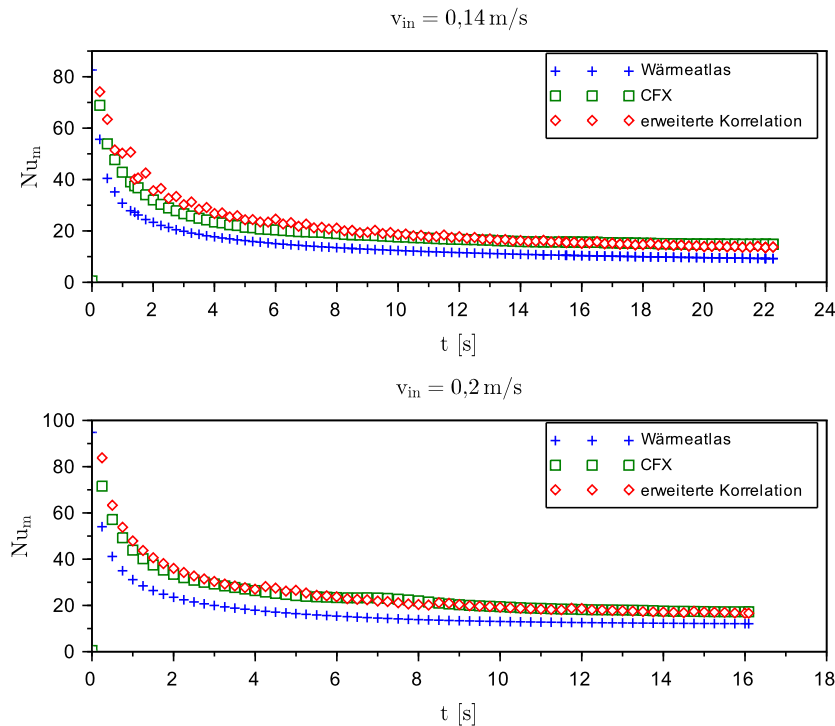 v_in = 0,14 m/s
Wärmeatlas
CFX
erweiterte Korrelation
Nu_m
80
60
40
20
0
0 2 4 6 8 10 12 14 16 18 20 22 24
t [s]
v_in = 0,2 m/s
Wärmeatlas
CFX
erweiterte Korrelation
Nu_m
100
80
60
40
20
0
0 2 4 6 8 10 12 14 16 18
t [s]